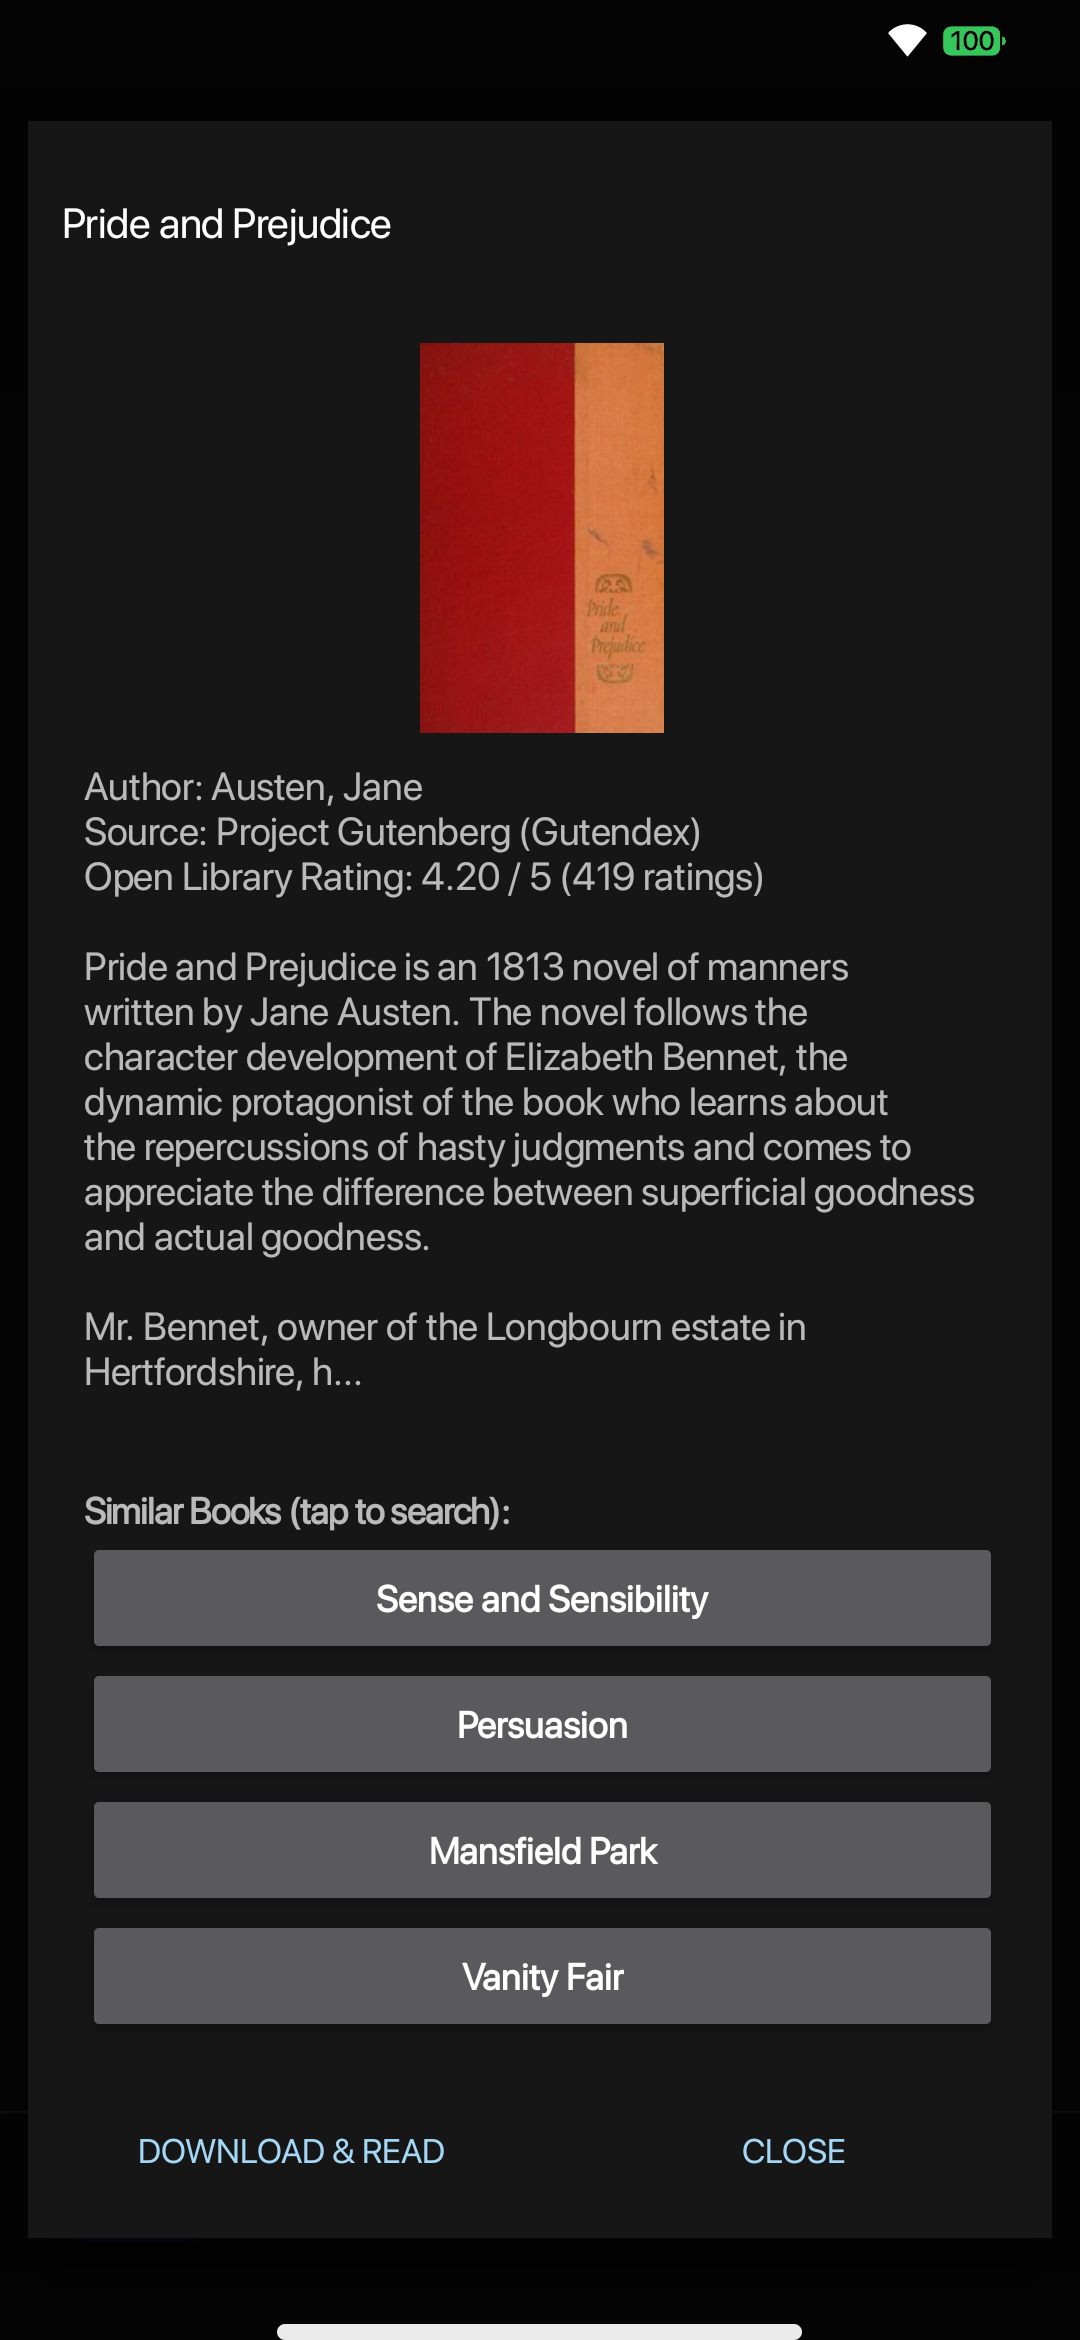 100
Pride and Prejudice
Pride
and
Prejudice
Author: Austen, Jane
Source: Project Gutenberg (Gutendex)
Open Library Rating: 4.20 / 5 (419 ratings)
Pride and Prejudice is an 1813 novel of manners
written by Jane Austen. The novel follows the
character development of Elizabeth Bennet, the
dynamic protagonist of the book who learns about
the repercussions of hasty judgments and comes to
appreciate the difference between superficial goodness
and actual goodness.
Mr. Bennet, owner of the Longbourn estate in
Hertfordshire, h...
Similar Books (tap to search):
Sense and Sensibility
Persuasion
Mansfield Park
Vanity Fair
DOWNLOAD & READ
CLOSE